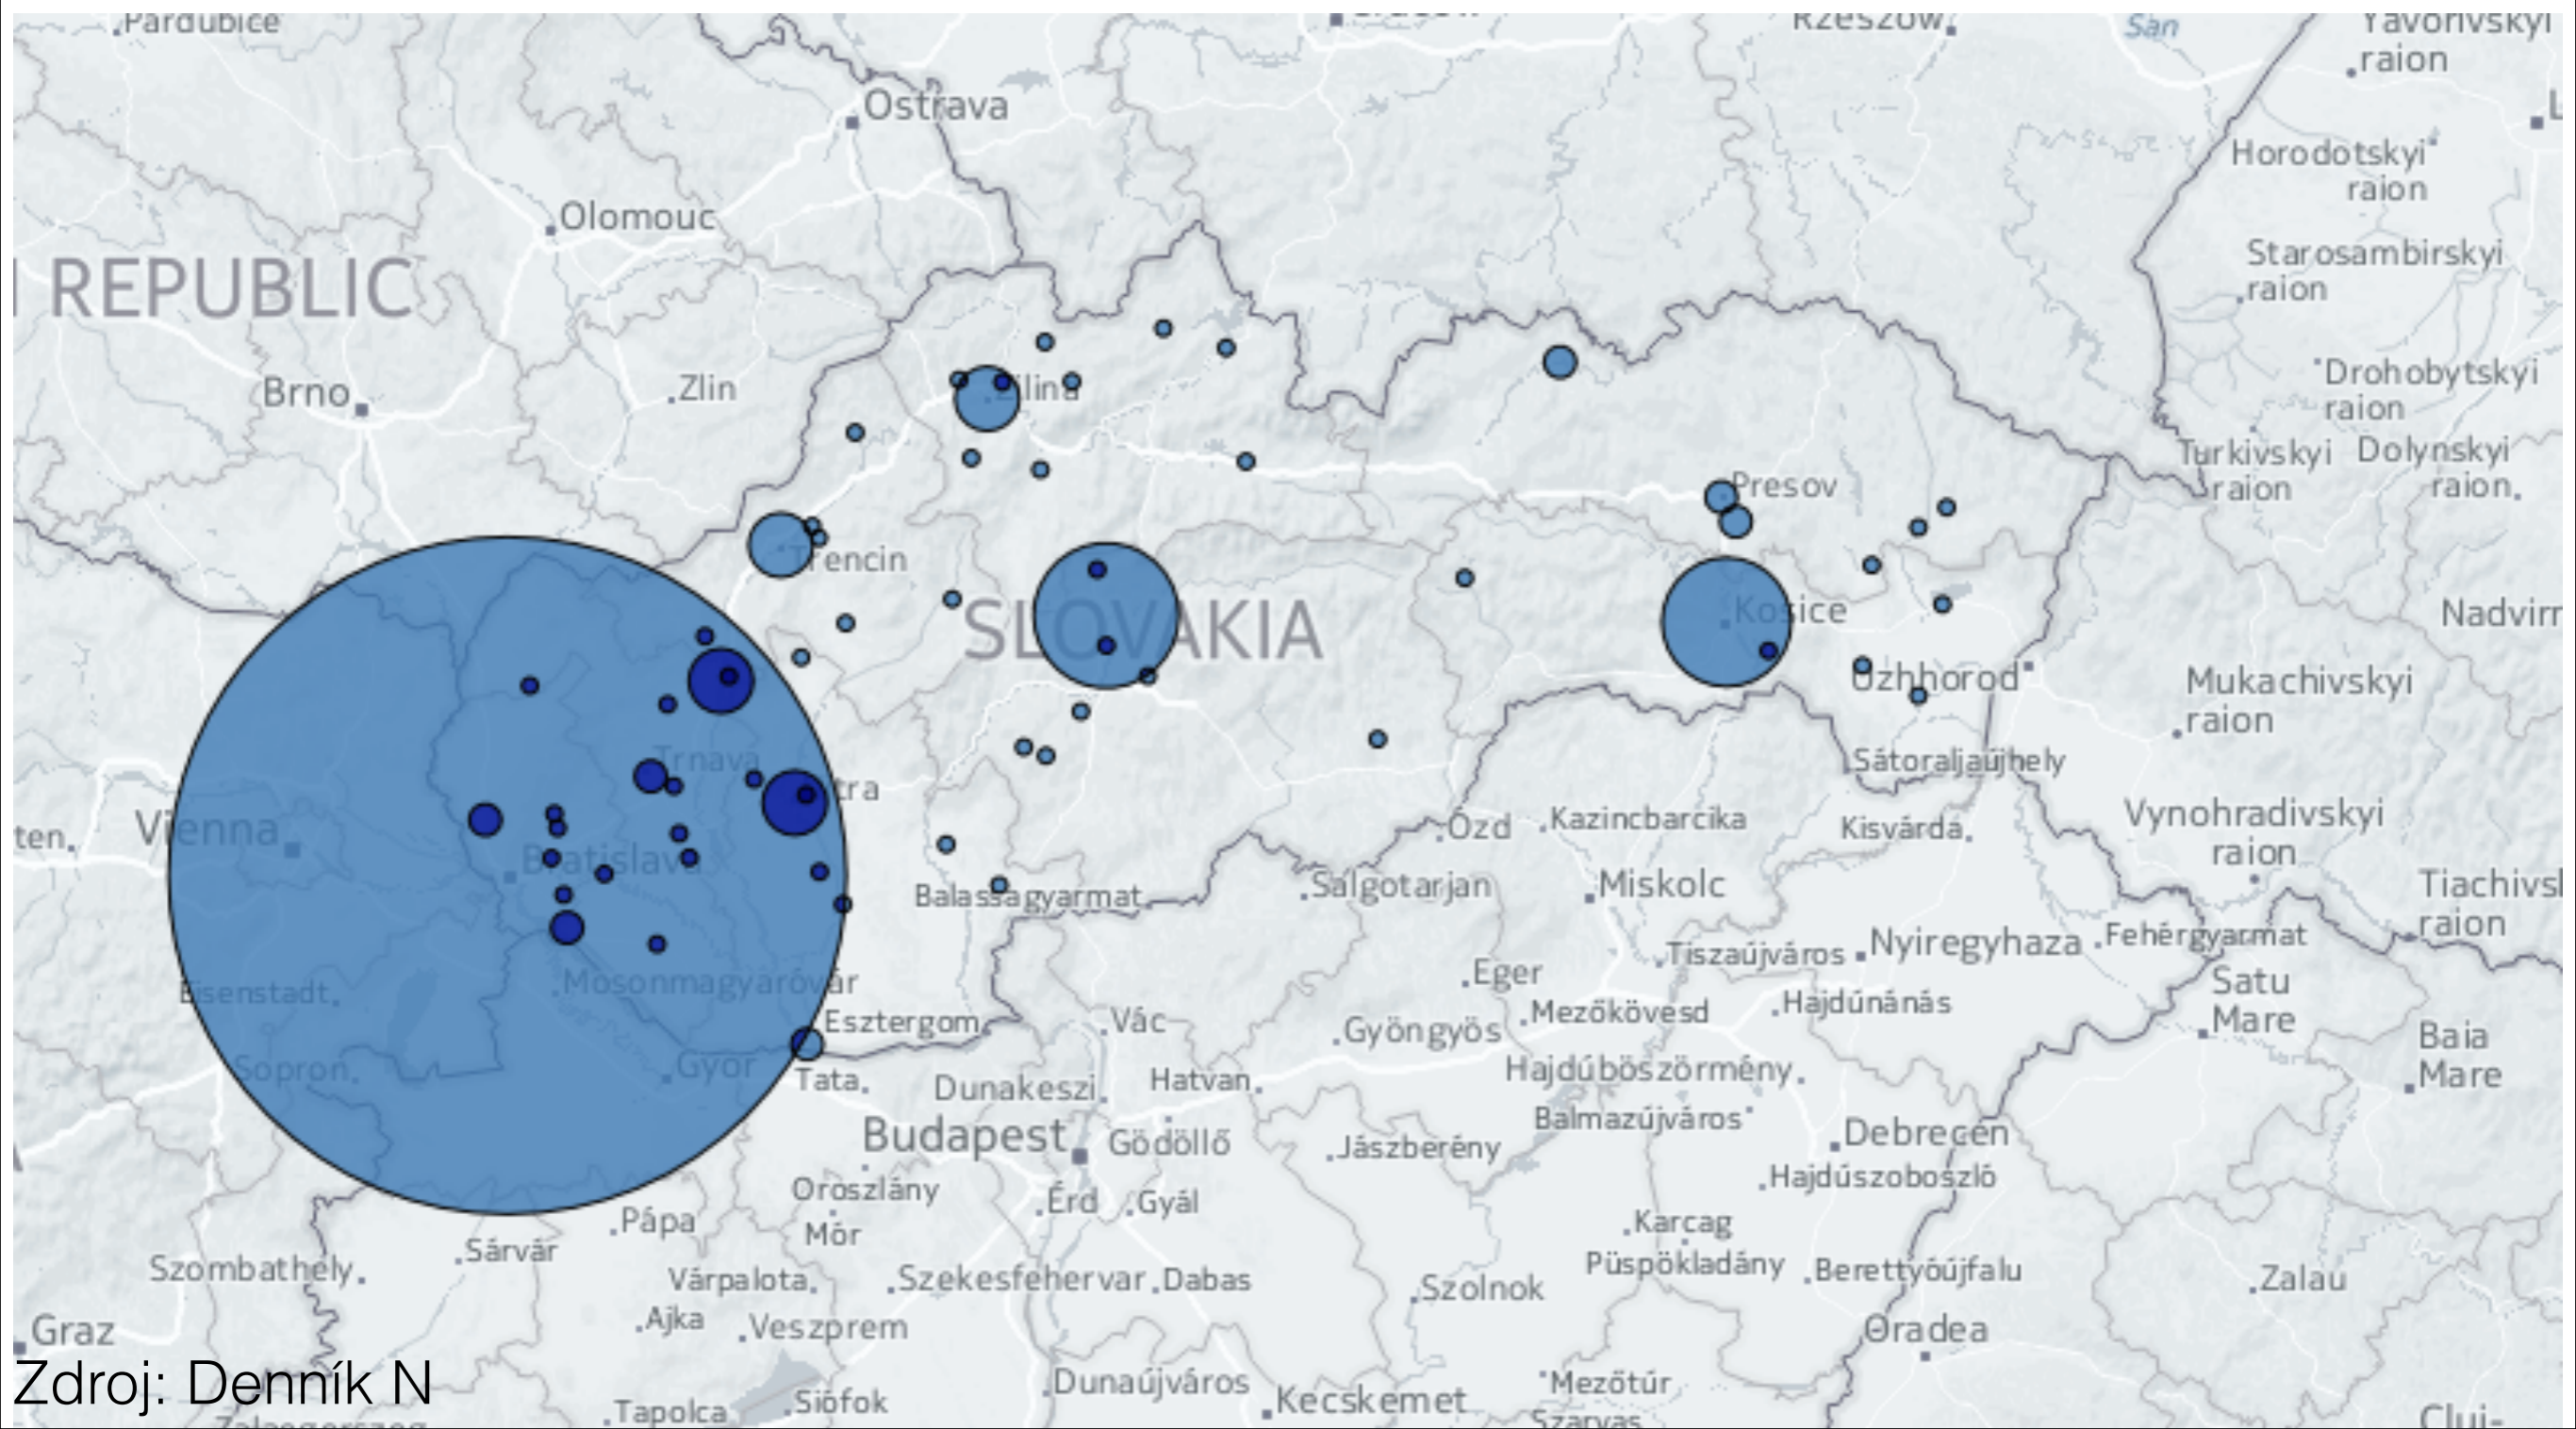 Pardubice
Rzeszow
San
Yavorivskyi
raion
Ostrava
Horodotskyi
raion
Olomouc
Starosambirskyi
raion
REPUBLIC
Drohobytskyi
raion
Brno
Zlin
Turkivskyi
raion
Dolynskyi
raion
Presov
Trencin
SLOVAKIA
Kosice
Uzhhorod
Mukachivskyi
raion
Trnava
Sátoraljaújhely
Vienna
Bratislava
Ózd
Kazincbarcika
Kisvárda
Vynohradivskyi
raion
Balassagyarmat
Salgotarjan
Miskolc
raion
Tiszaújváros
Nyiregyhaza
Fehérgyarmat
Eisenstadt
Mosonmagyaróvár
Eger
Satu
Mare
Esztergom
Vác
Gyöngyös
Mezőkövesd
Hajdúnánás
Baia
Mare
Sopron
Gyor
Tata
Dunakeszi
Hatvan
Hajdúböszörmény
Budapest
Gödöllő
Jászberény
Balmazújváros
Debrecen
Hajdúszoboszló
Oroszlány
Érd
Gyál
Pápa
Mór
Karcag
Püspökladány
Szombathely
Sárvár
Várpalota
Szekesfehervar
Dabas
Szolnok
Berettyóújfalu
Zalau
Graz
Ajka
Veszprem
Oradea
Zdroj: Denník N
Tapolca
Siófok
Dunaújváros
Kecskemet
Mezőtúr
Szarvas